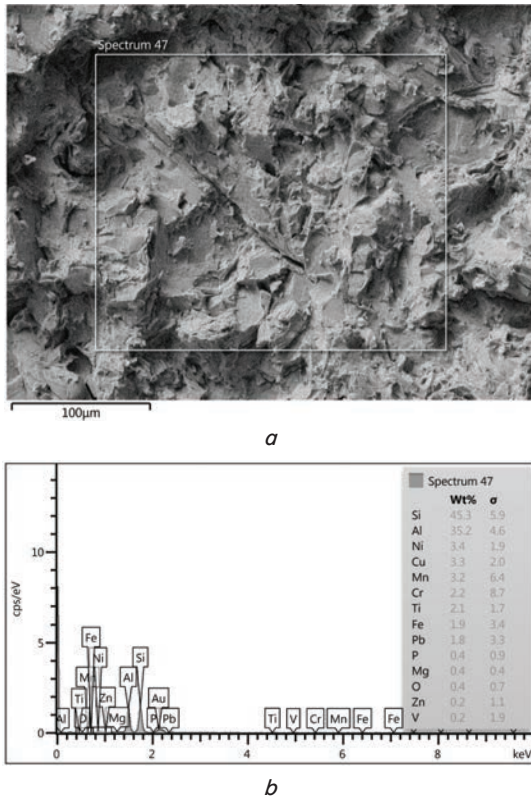 Spectrum 47
100µm
a
Spectrum 47
Wt% σ
Si 45.3 5.9
Al 35.2 4.6
Ni 3.4 1.9
Cu 3.3 2.0
Mn 3.2 6.4
Cr 2.2 8.7
Ti 2.1 1.7
Fe 1.9 3.4
Pb 1.8 3.3
P 0.4 0.9
Mg 0.4 0.4
O 0.4 0.7
Zn 0.2 1.1
V 0.2 1.9
10
cps/eV
5
Fe
Ni Si
Mn Al
Ti Zn Au
Al O Mg P Pb Ti V Cr Mn Fe Fe
0
0 2 4 6 8 keV
b